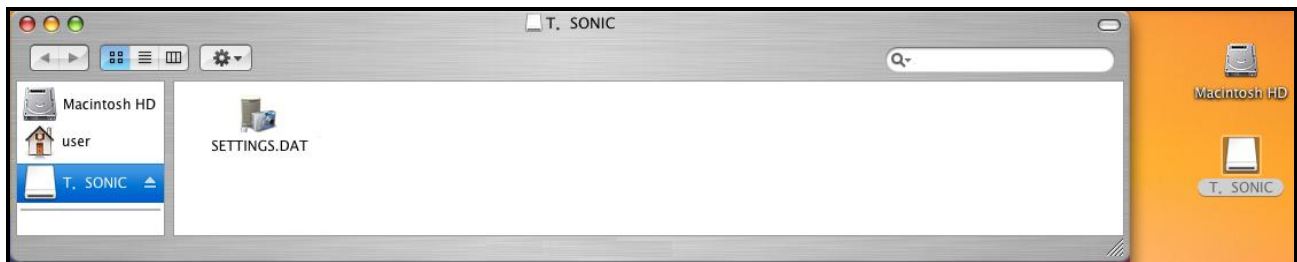 T. SONIC
Macintosh HD
user
T. SONIC
SETTINGS.DAT
Macintosh HD
T. SONIC